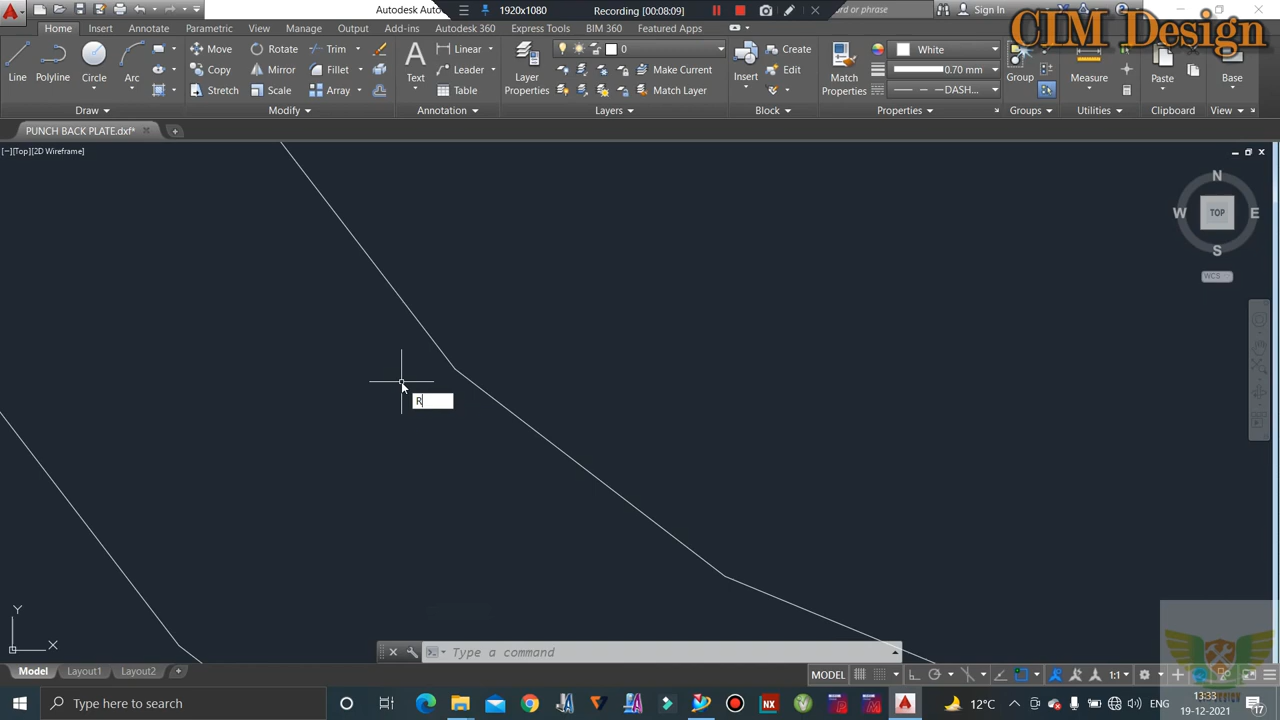 Autodesk Auto
1920x1080
Recording (00:08:09)
or phrase
Sign In
CIM Design
Home Insert Annotate Parametric View Manage Output Add-ins Autodesk 360 Express Tools BIM 360 Featured Apps
Line
Polyline
Circle
Arc
Move
Rotate
Trim
Copy
Mirror
Fillet
Stretch
Scale
Array
Text
Linear
Leader
Table
Layer
Properties
0
Make Current
Match Layer
Insert
Create
Edit
Match
Properties
White
0.70 mm
DASH...
Group
Measure
Paste
Base
Draw
Modify
Annotation
Layers
Block
Properties
Groups
Utilities
Clipboard
View
PUNCH BACK PLATE.dxf*
[−][Top][2D Wireframe]
N
W
TOP
E
S
WCS
R
Y
X
Type a command
Model
Layout1
Layout2
MODEL
1:1
Type here to search
NX
12°C
ENG
13:33
19-12-2021
17